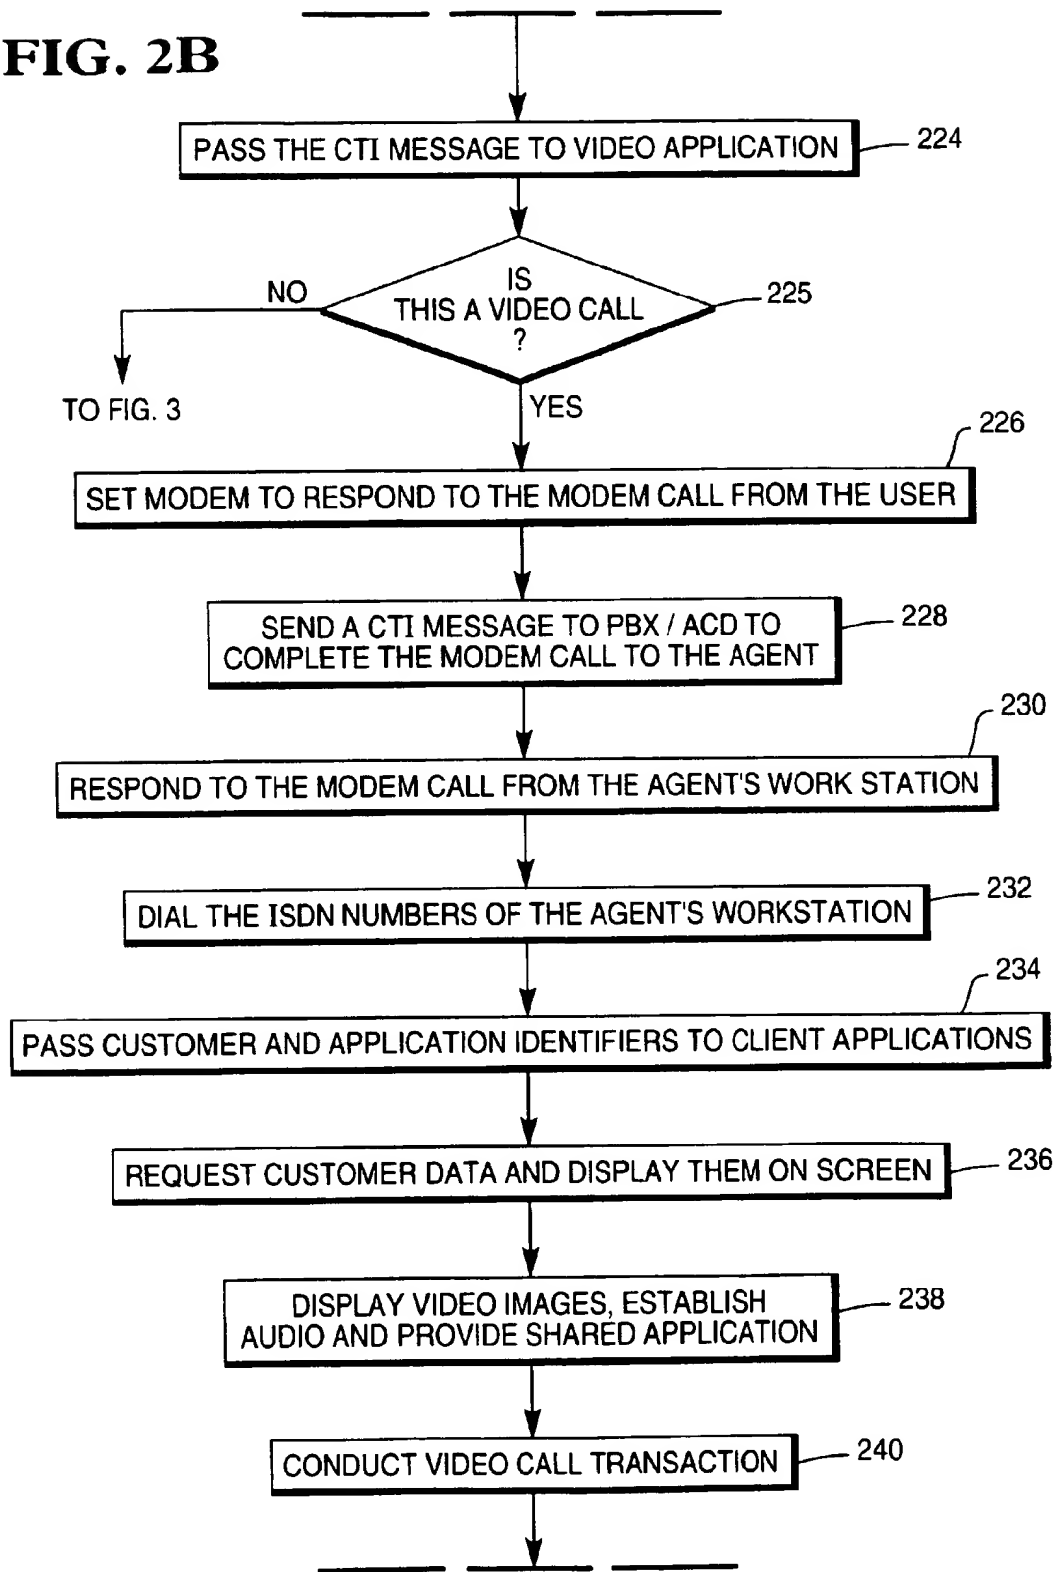 FIG. 2B
PASS THE CTI MESSAGE TO VIDEO APPLICATION
224
IS
THIS A VIDEO CALL
?
225
NO
TO FIG. 3
YES
226
SET MODEM TO RESPOND TO THE MODEM CALL FROM THE USER
SEND A CTI MESSAGE TO PBX / ACD TO
COMPLETE THE MODEM CALL TO THE AGENT
228
230
RESPOND TO THE MODEM CALL FROM THE AGENT'S WORK STATION
DIAL THE ISDN NUMBERS OF THE AGENT'S WORKSTATION
232
234
PASS CUSTOMER AND APPLICATION IDENTIFIERS TO CLIENT APPLICATIONS
REQUEST CUSTOMER DATA AND DISPLAY THEM ON SCREEN
236
DISPLAY VIDEO IMAGES, ESTABLISH
AUDIO AND PROVIDE SHARED APPLICATION
238
CONDUCT VIDEO CALL TRANSACTION
240